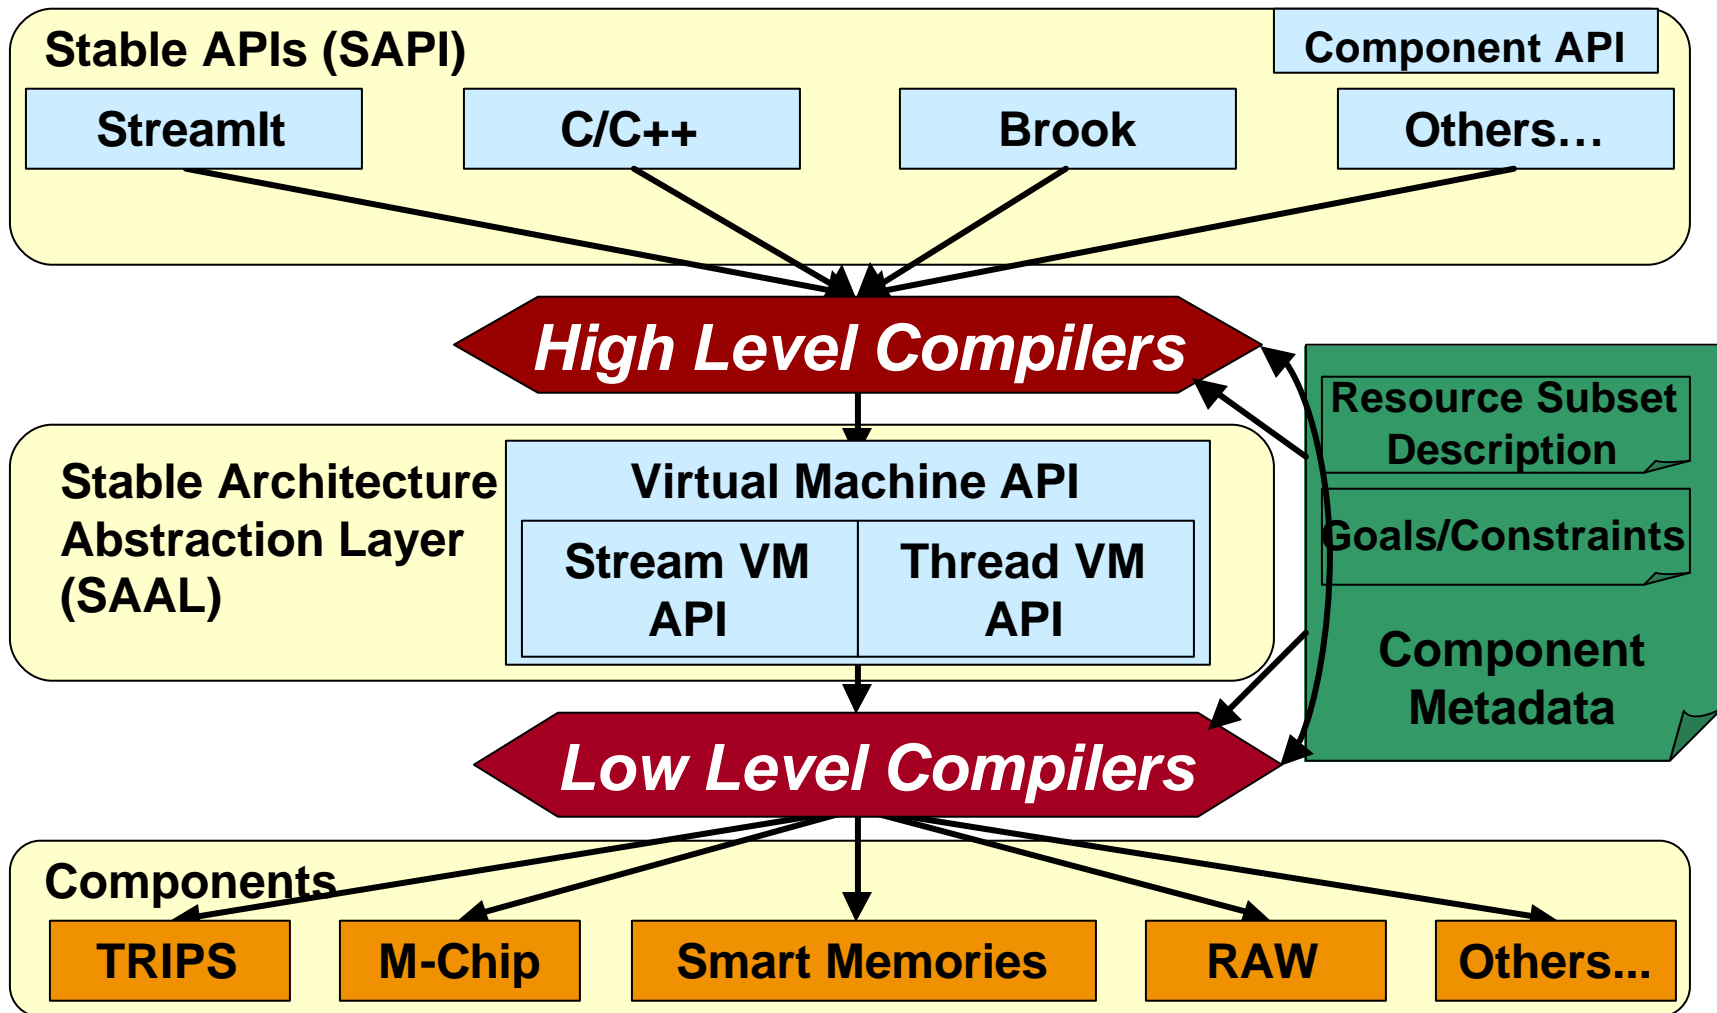 Stable APIs (SAPI)
Component API
StreamIt
C/C++
Brook
Others…
High Level Compilers
Resource Subset
Description
Goals/Constraints
Component
Metadata
Stable Architecture
Abstraction Layer
(SAAL)
Virtual Machine API
Stream VM
API
Thread VM
API
Low Level Compilers
Components
TRIPS
M-Chip
Smart Memories
RAW
Others...